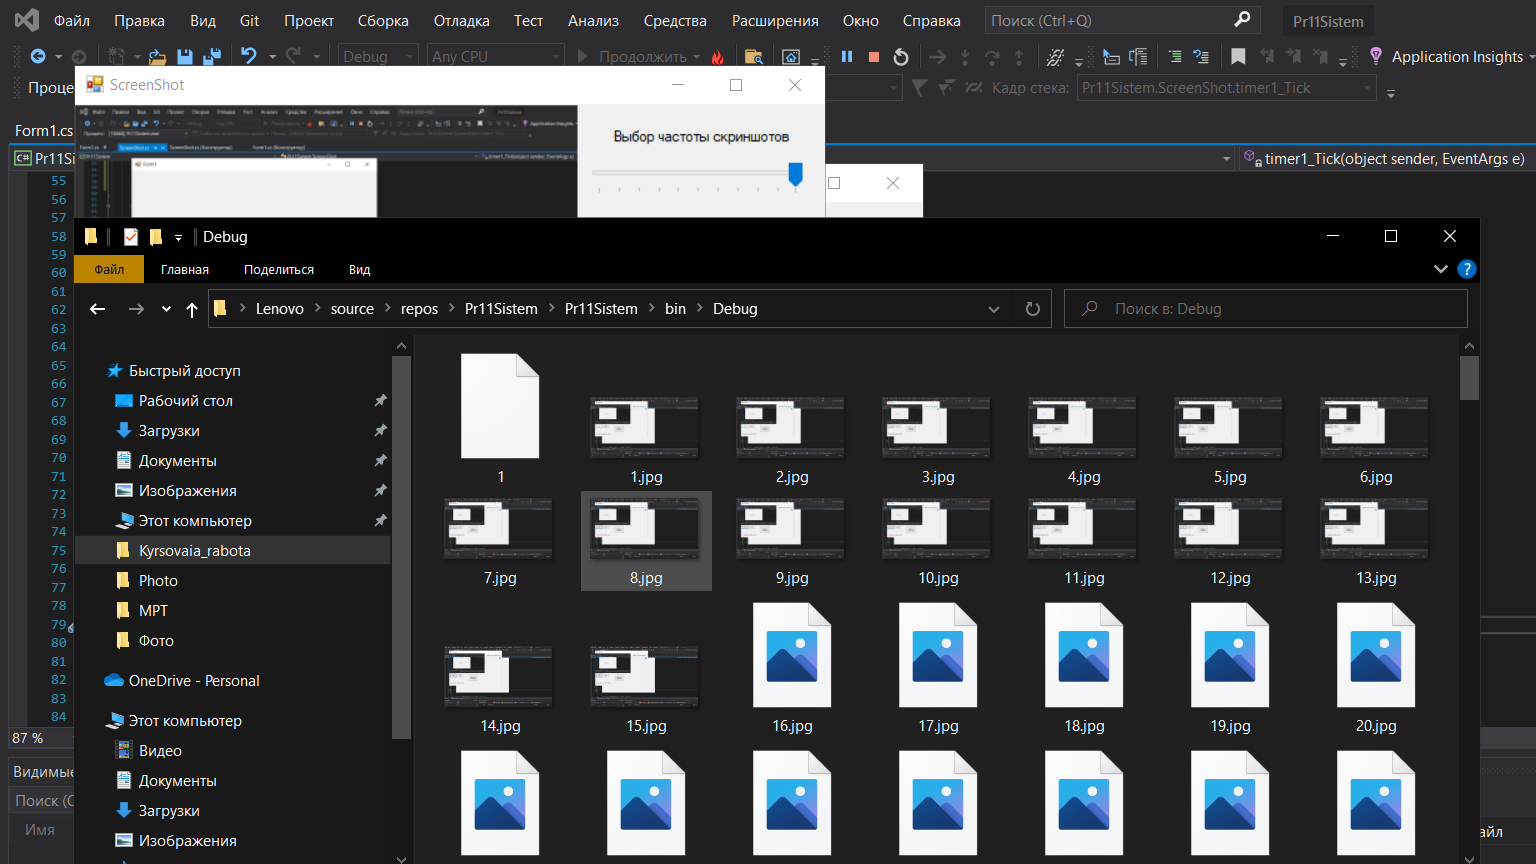 Файл Правка Вид Git Проект Сборка Отладка Тест Анализ Средства Расширения Окно Справка Поиск (Ctrl+Q) Pr11Sistem
Debug Any CPU Продолжить Application Insights
Проце
ScreenShot
Кадр стека: Pr11Sistem.ScreenShot.timer1_Tick
Выбор частоты скриншотов
Form1.cs
C# Pr11Si
timer1_Tick(object sender, EventArgs e)
55
56
57
58
59
60
61
62
63
64
65
66
67
68
69
70
71
72
73
74
75
76
77
78
79
80
81
82
83
84
87 %
Видимые
Поиск (C
Имя
айл
Debug
Файл Главная Поделиться Вид
Lenovo source repos Pr11Sistem Pr11Sistem bin Debug
Поиск в: Debug
Быстрый доступ
Рабочий стол
Загрузки
Документы
Изображения
Этот компьютер
Kyrsovaia_rabota
Photo
МРТ
Фото
OneDrive - Personal
Этот компьютер
Видео
Документы
Загрузки
Изображения
1 1.jpg 2.jpg 3.jpg 4.jpg 5.jpg 6.jpg
7.jpg 8.jpg 9.jpg 10.jpg 11.jpg 12.jpg 13.jpg
14.jpg 15.jpg 16.jpg 17.jpg 18.jpg 19.jpg 20.jpg